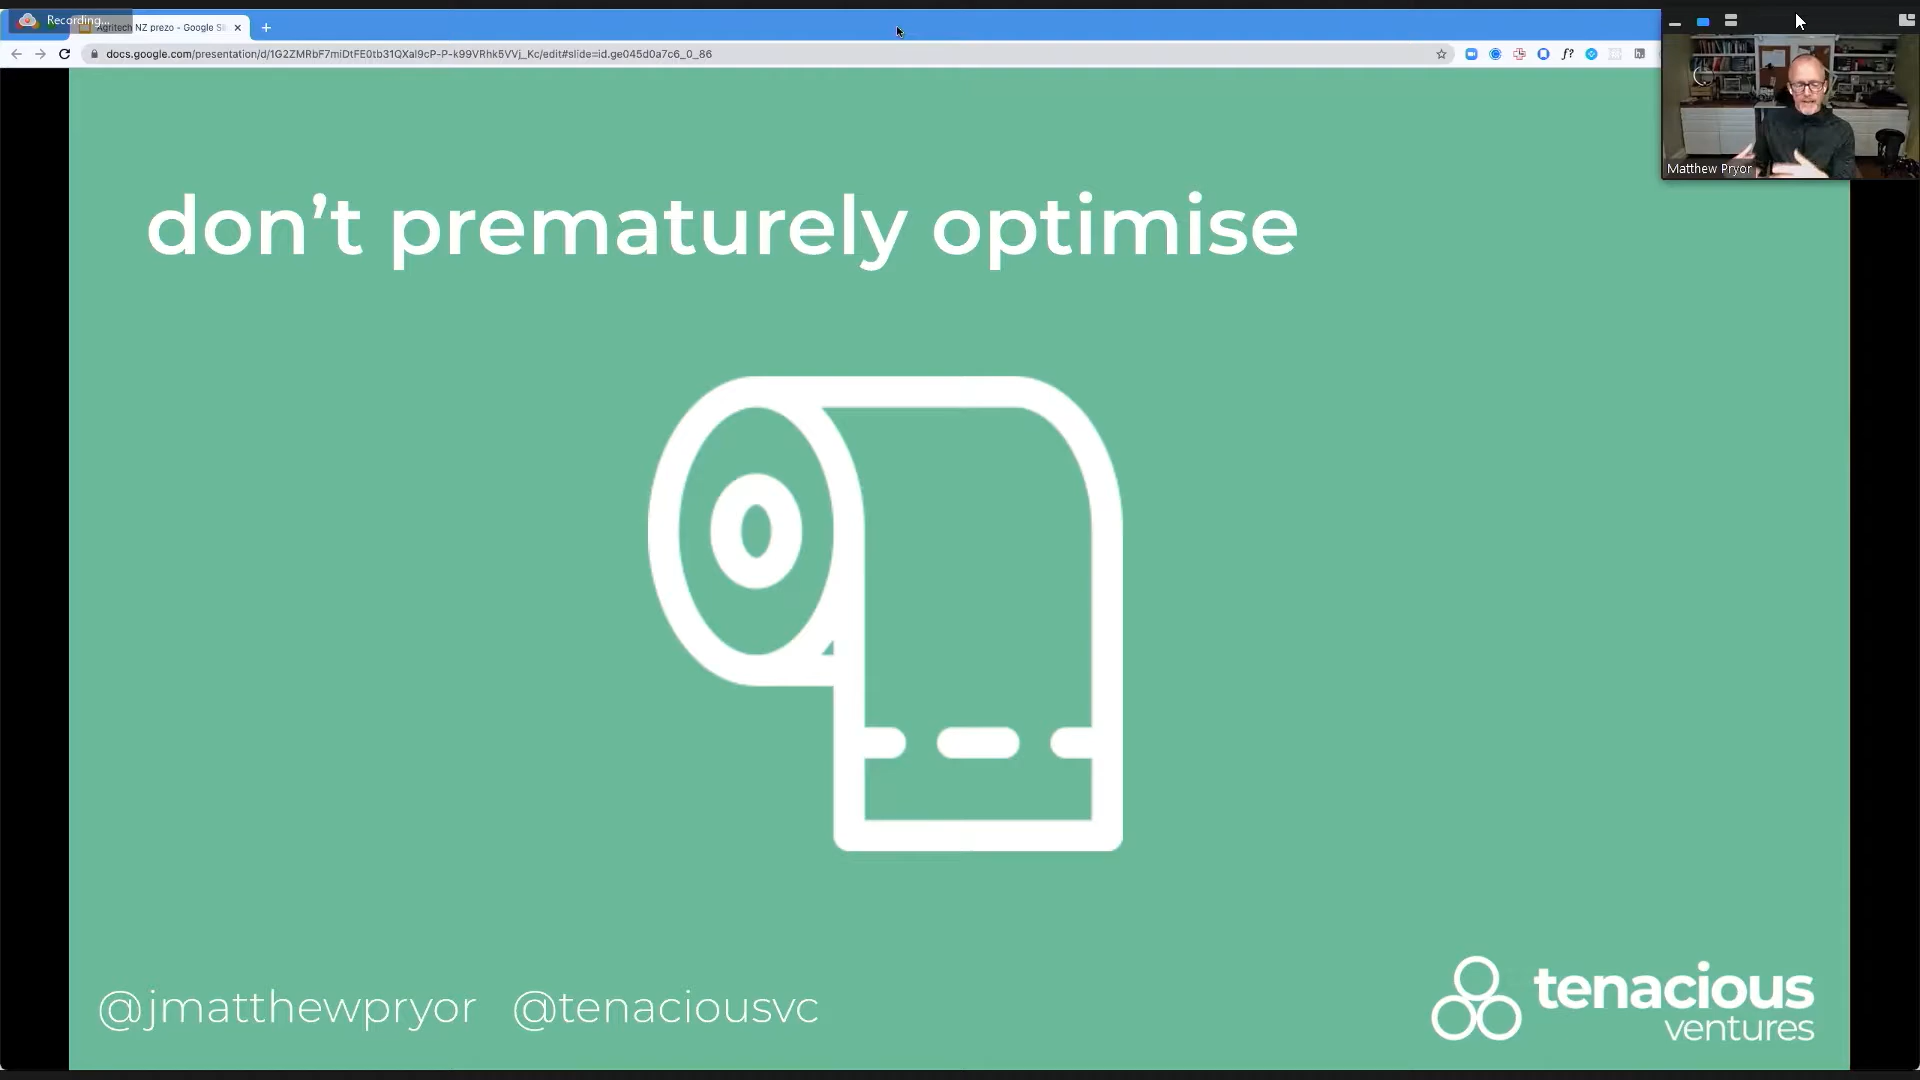 Recording...
Agritech NZ prezo - Google Sl
docs.google.com/presentation/d/1G2ZMRbF7miDtFE0tb31QXal9cP-P-k99VRhk5VVj_Kc/edit#slide=id.ge045d0a7c6_0_86
f?
Matthew Pryor
don't prematurely optimise
@jmatthewpryor @tenaciousvc
tenacious
ventures